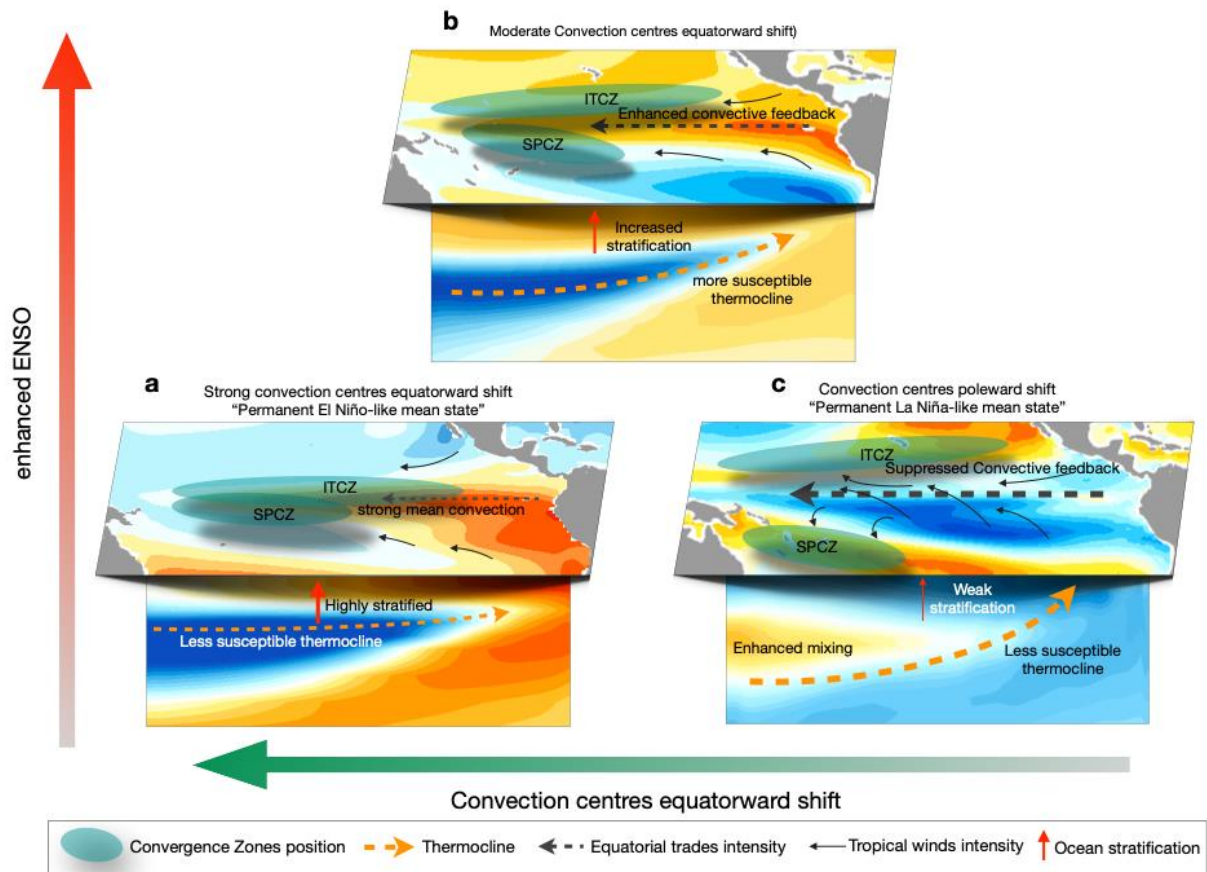 b
Moderate Convection centres equatorward shift)
ITCZ
Enhanced convective feedback
SPCZ
Increased
stratification
more susceptible
thermocline
enhanced ENSO
a
Strong convection centres equatorward shift
“Permanent El Niño-like mean state”
ITCZ
SPCZ
strong mean convection
Highly stratified
Less susceptible thermocline
c
Convection centres poleward shift
“Permanent La Niña-like mean state”
ITCZ
Suppressed Convective feedback
SPCZ
Weak
stratification
Enhanced mixing
Less susceptible
thermocline
Convection centres equatorward shift
Convergence Zones position
Thermocline
Equatorial trades intensity
Tropical winds intensity
Ocean stratification